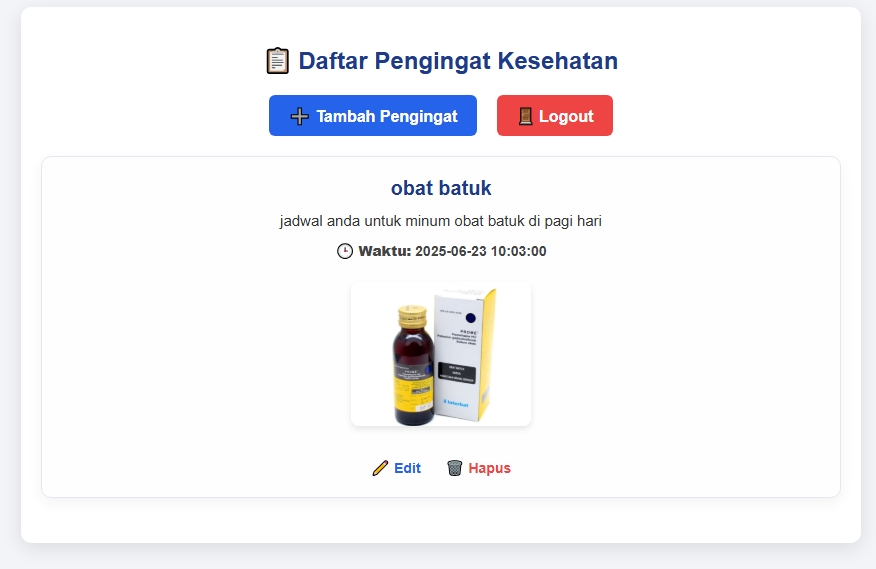 Daftar Pengingat Kesehatan
Tambah Pengingat
Logout
obat batuk
jadwal anda untuk minum obat batuk di pagi hari
Waktu: 2025-06-23 10:03:00
interbat
Edit
Hapus